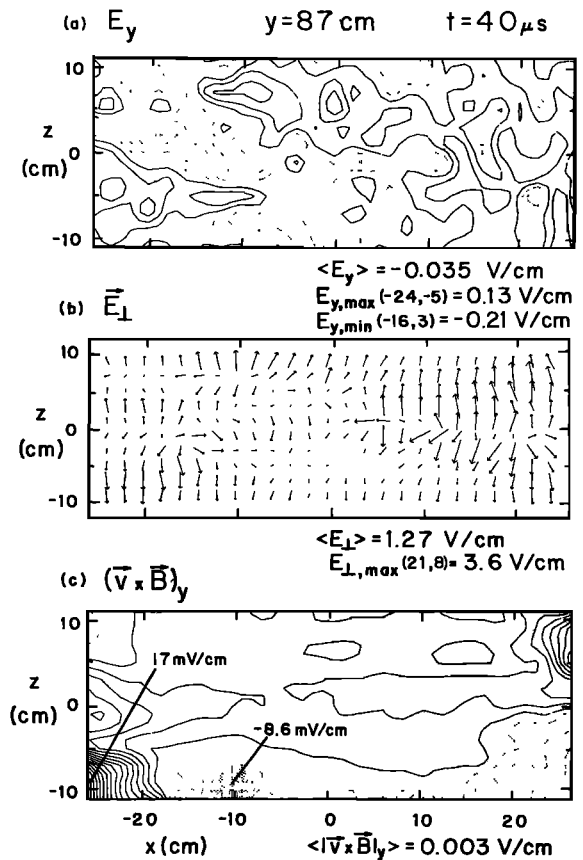 (a) E_y y=87 cm t=40 μs
10
z 0
(cm)
-10
<E_y> = -0.035 V/cm
E_y,max (-24,-5) = 0.13 V/cm
E_y,min (-16,3) = -0.21 V/cm
(b) E⃗_⊥
10
z
0
(cm)
-10
<E_⊥> = 1.27 V/cm
E_⊥,max (21,8) = 3.6 V/cm
(c) (v⃗ x B⃗)_y
10
17 mV/cm
z
0
(cm)
-8.6 mV/cm
-10
-20 -10 0 10 20
x (cm) <|v⃗ x B⃗|_y> = 0.003 V/cm